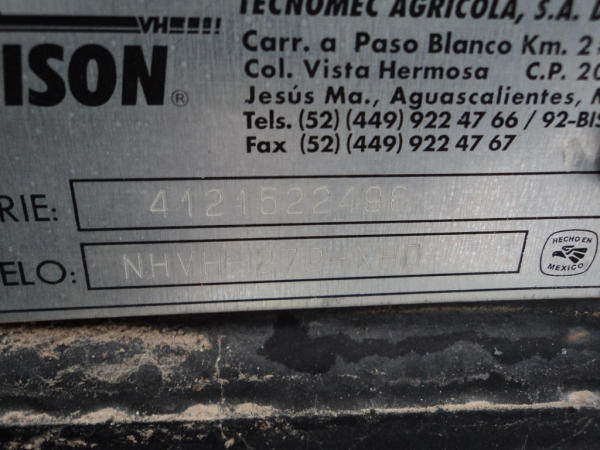 TECNOMEC AGRICOLA, S.A. D
VH
ISON®
Carr. a Paso Blanco Km. 2
Col. Vista Hermosa C.P. 20
Jesús Ma., Aguascalientes,
Tels. (52) (449) 922 47 66 / 92-BIS
Fax (52) (449) 922 47 67
RIE: 4121522496
ELO:
HECHO EN
MEXICO